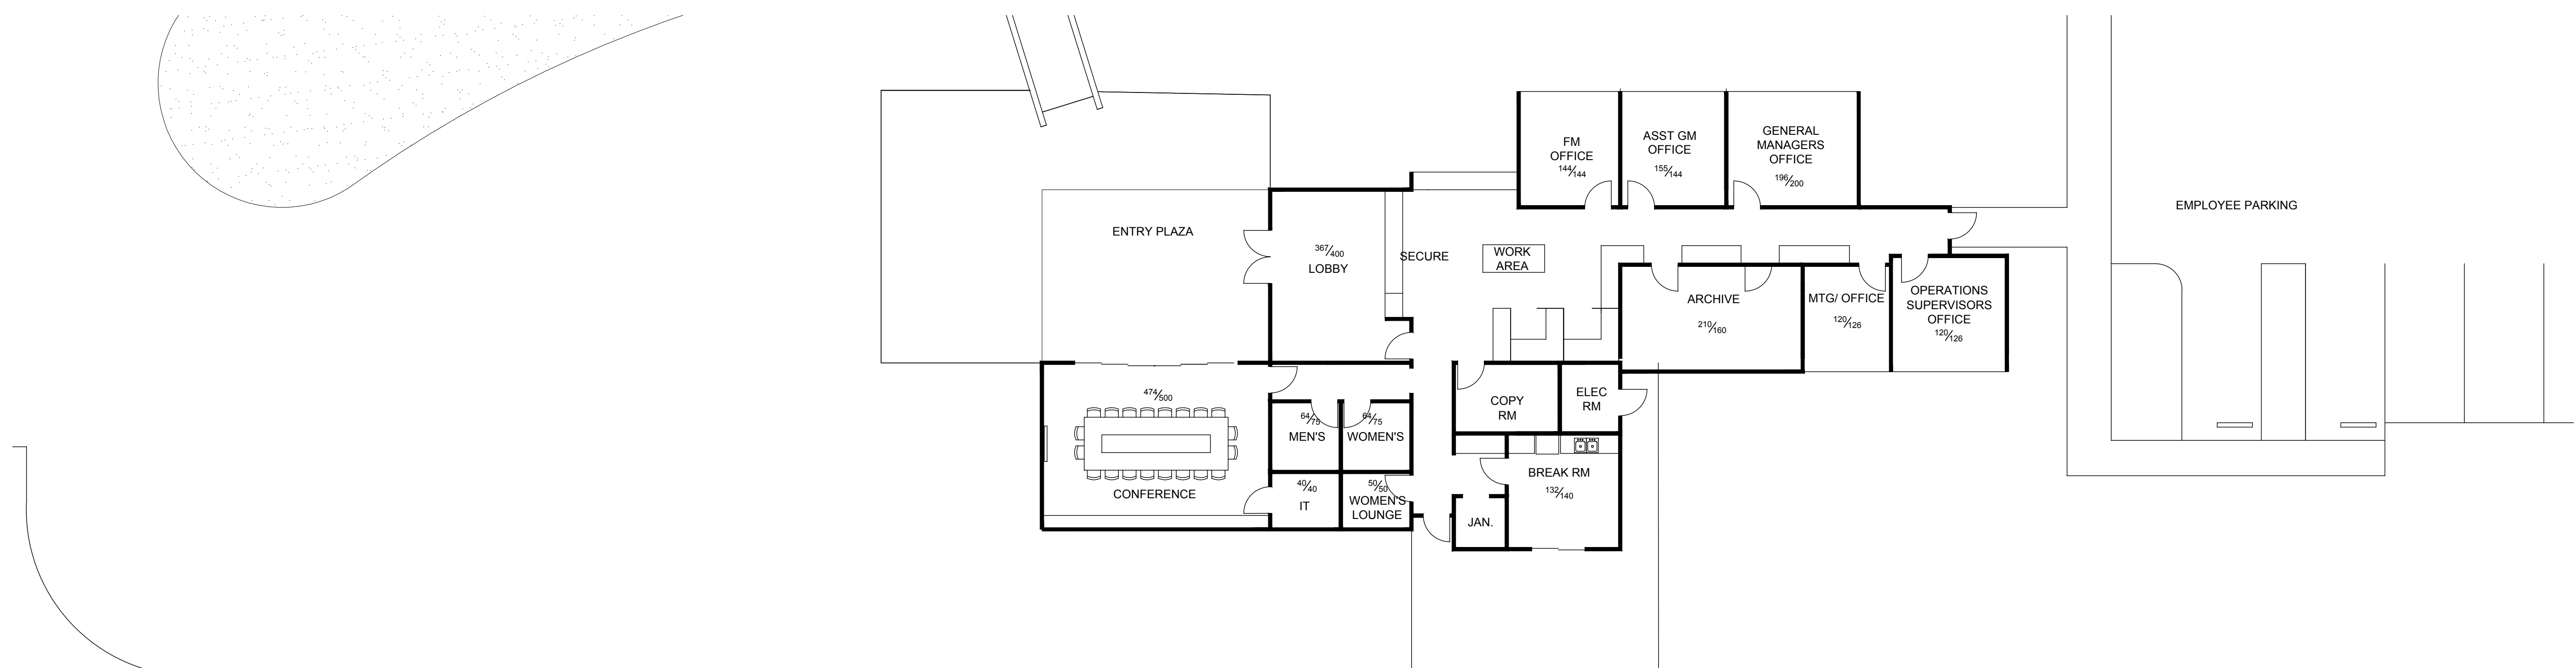 FM
OFFICE
144/144
ASST GM
OFFICE
155/144
GENERAL
MANAGERS
OFFICE
196/200
EMPLOYEE PARKING
ENTRY PLAZA
367/400
LOBBY
SECURE
WORK
AREA
ARCHIVE
210/160
MTG/ OFFICE
120/126
OPERATIONS
SUPERVISORS
OFFICE
120/126
474/500
CONFERENCE
64/75
MEN'S
64/75
WOMEN'S
COPY
RM
ELEC
RM
40/40
IT
50/50
WOMEN'S
LOUNGE
BREAK RM
132/140
JAN.